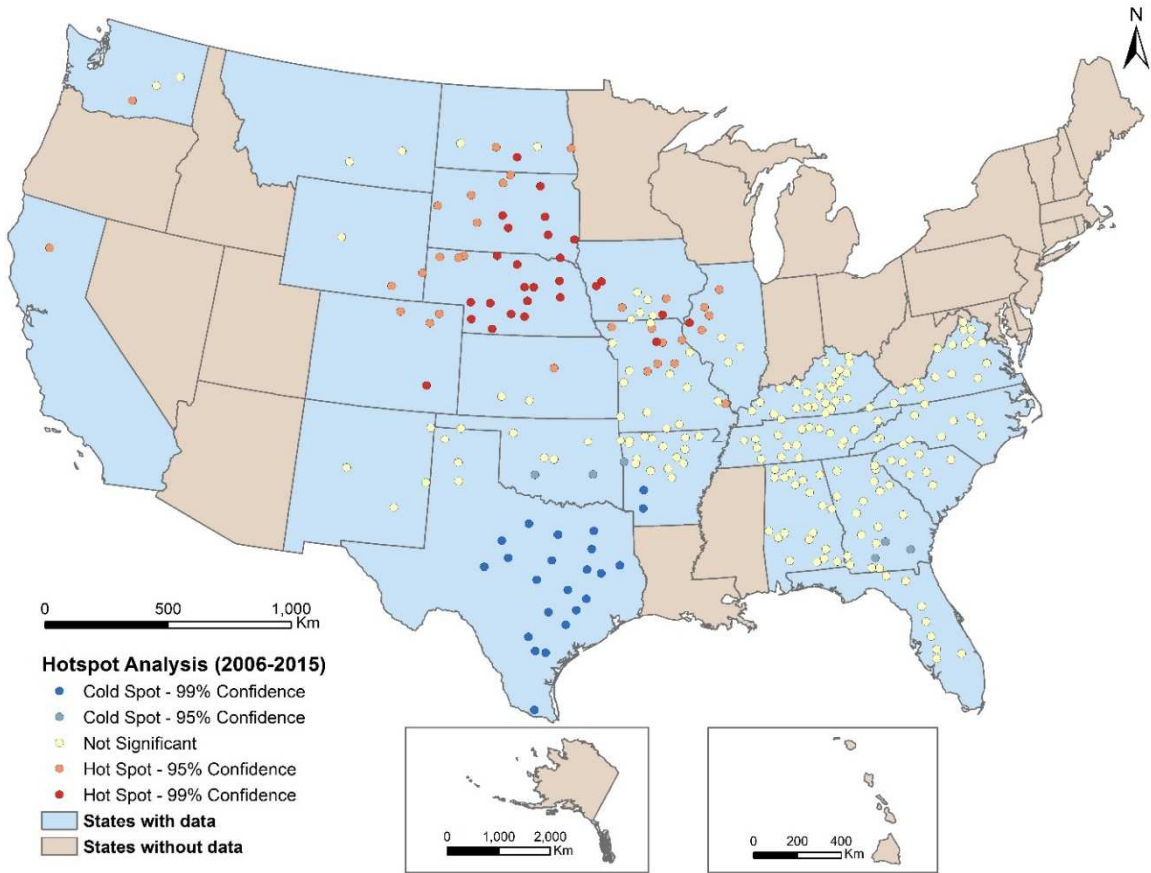 N
0 500 1,000
Km
Hotspot Analysis (2006-2015)
Cold Spot - 99% Confidence
Cold Spot - 95% Confidence
Not Significant
Hot Spot - 95% Confidence
Hot Spot - 99% Confidence
States with data
States without data
0 1,000 2,000
Km
0 200 400
Km